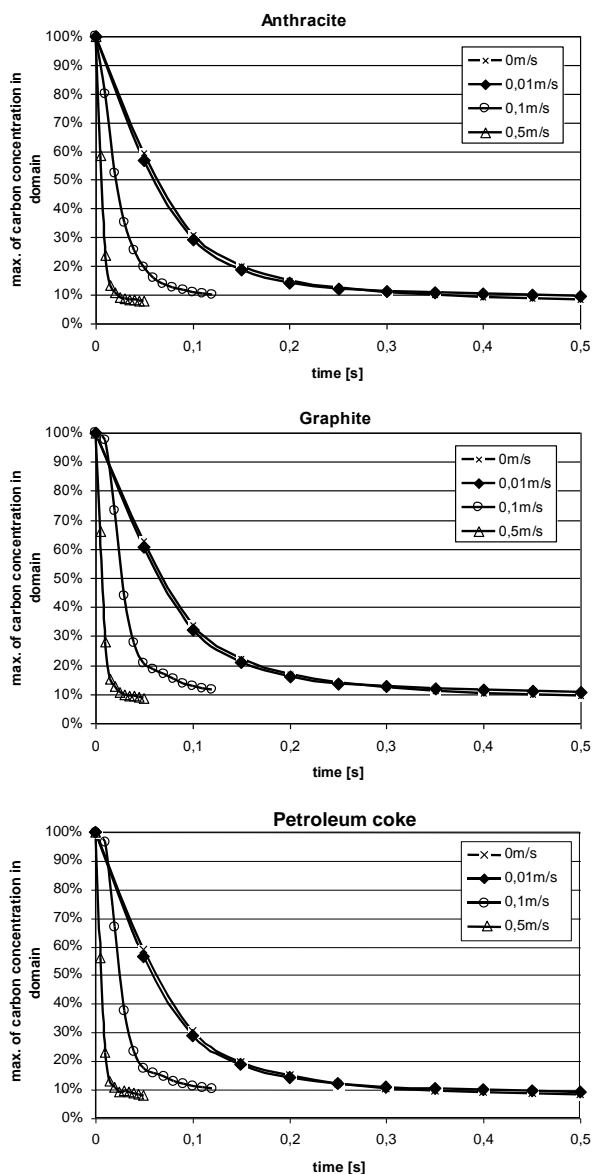 Anthracite
100%
90%
80%
70%
60%
50%
40%
30%
20%
10%
0%
max. of carbon concentration in
domain
0m/s
0,01m/s
0,1m/s
0,5m/s
0 0,1 0,2 0,3 0,4 0,5
time [s]
Graphite
100%
90%
80%
70%
60%
50%
40%
30%
20%
10%
0%
max. of carbon concentration in
domain
0m/s
0,01m/s
0,1m/s
0,5m/s
0 0,1 0,2 0,3 0,4 0,5
time [s]
Petroleum coke
100%
90%
80%
70%
60%
50%
40%
30%
20%
10%
0%
max. of carbon concentration in
domain
0m/s
0,01m/s
0,1m/s
0,5m/s
0 0,1 0,2 0,3 0,4 0,5
time [s]